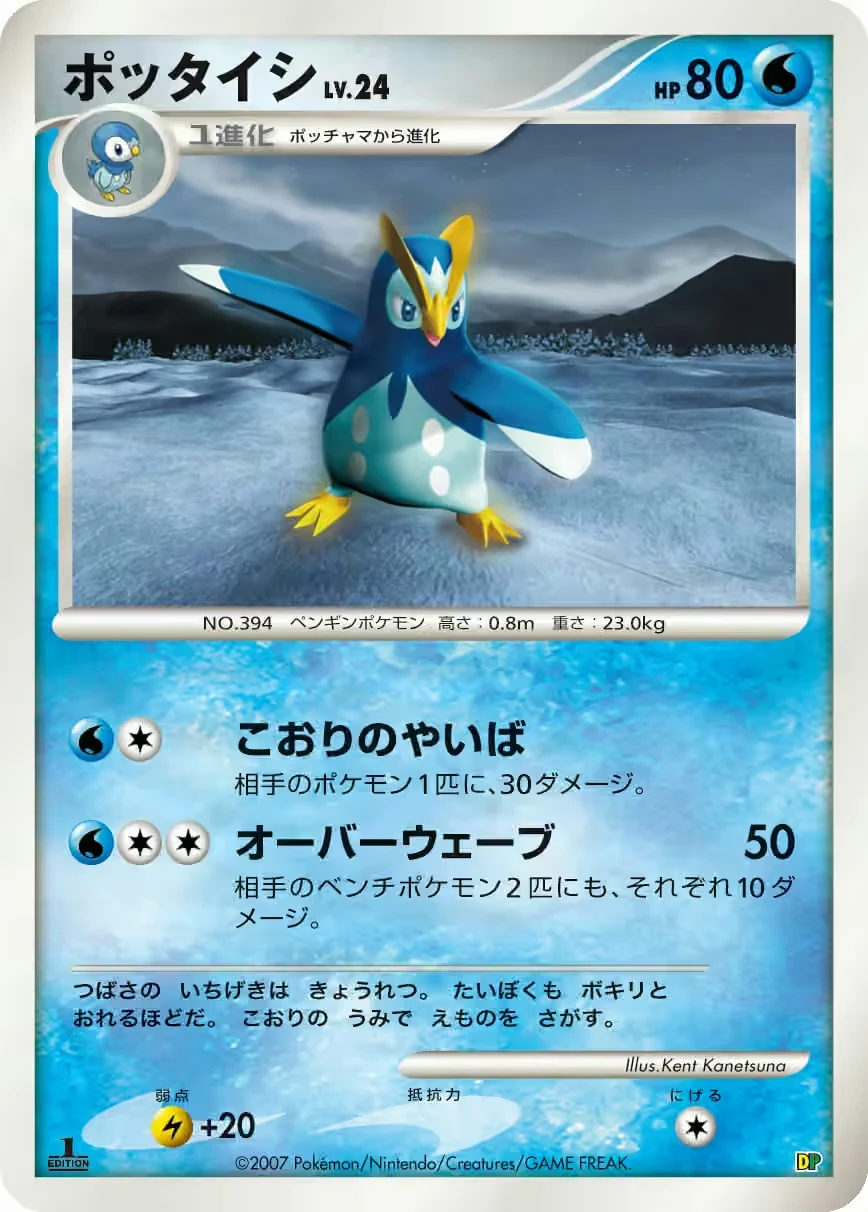 ポッタイシ LV.24 HP 80
1進化 ポッチャマから進化
NO.394 ペンギンポケモン 高さ:0.8m 重さ:23.0kg
こおりのやいば
相手のポケモン1匹に、30ダメージ。
オーバーウェーブ 50
相手のベンチポケモン2匹にも、それぞれ10ダ
メージ。
つばさの いちげきは きょうれつ。 たいぼくも ボキリと
おれるほどだ。 こおりの うみで えものを さがす。
Illus.Kent Kanetsuna
弱点 抵抗力 にげる
+20
1
EDITION
©2007 Pokémon/Nintendo/Creatures/GAME FREAK.
DP